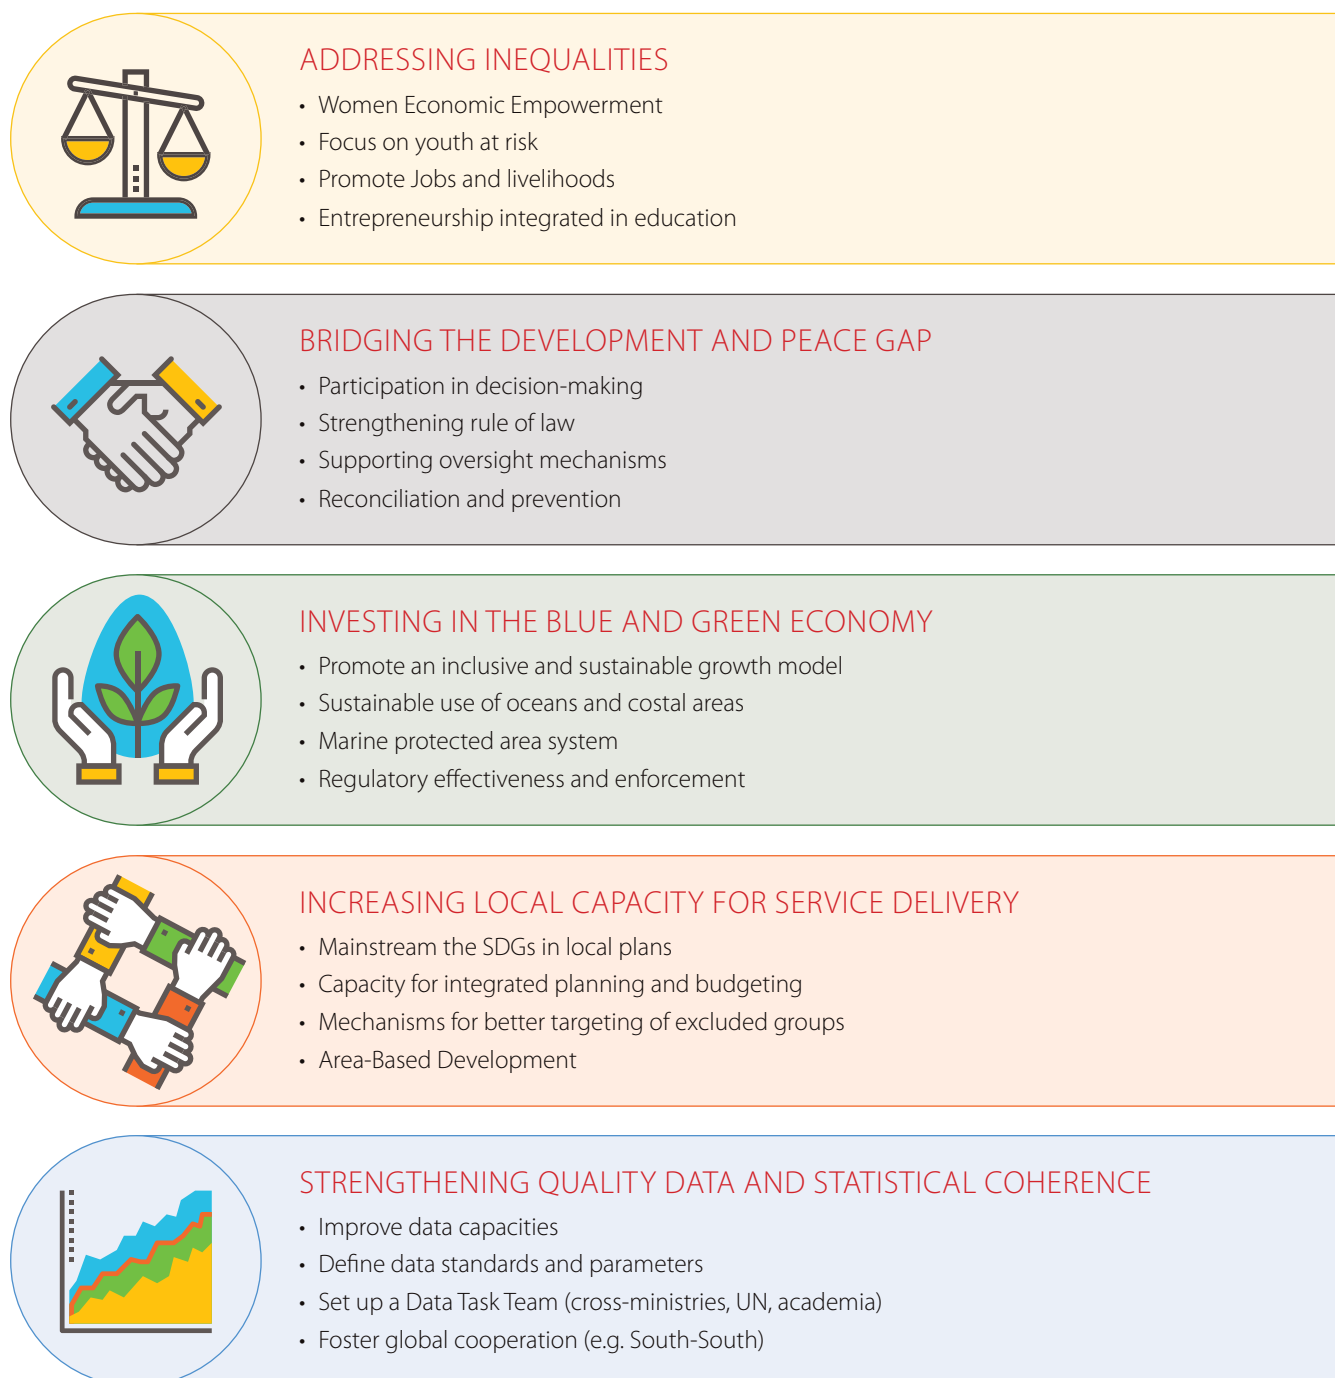 ADDRESSING INEQUALITIES
• Women Economic Empowerment
• Focus on youth at risk
• Promote Jobs and livelihoods
• Entrepreneurship integrated in education
BRIDGING THE DEVELOPMENT AND PEACE GAP
• Participation in decision-making
• Strengthening rule of law
• Supporting oversight mechanisms
• Reconciliation and prevention
INVESTING IN THE BLUE AND GREEN ECONOMY
• Promote an inclusive and sustainable growth model
• Sustainable use of oceans and costal areas
• Marine protected area system
• Regulatory effectiveness and enforcement
INCREASING LOCAL CAPACITY FOR SERVICE DELIVERY
• Mainstream the SDGs in local plans
• Capacity for integrated planning and budgeting
• Mechanisms for better targeting of excluded groups
• Area-Based Development
STRENGTHENING QUALITY DATA AND STATISTICAL COHERENCE
• Improve data capacities
• Define data standards and parameters
• Set up a Data Task Team (cross-ministries, UN, academia)
• Foster global cooperation (e.g. South-South)